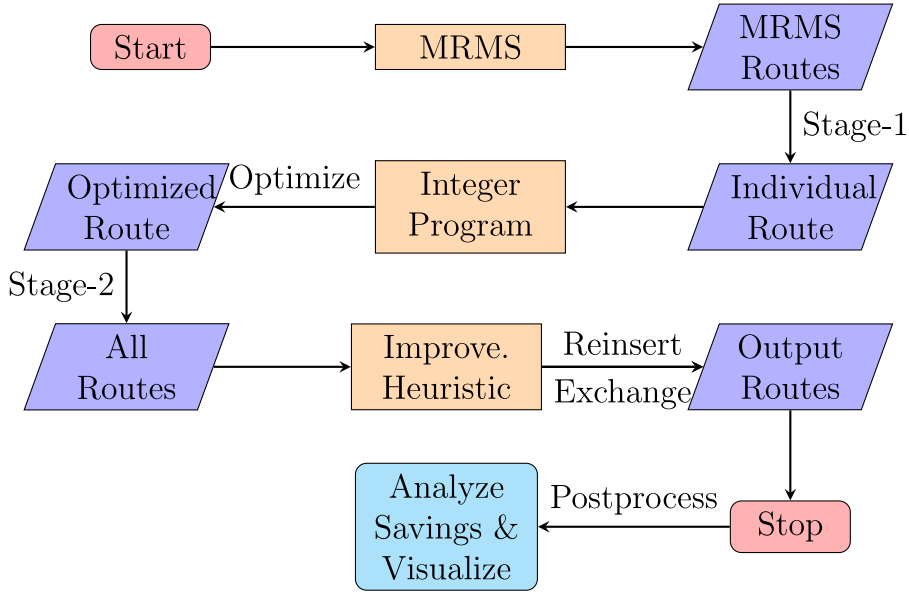 Start
MRMS
MRMS
Routes
Stage-1
Optimized
Route
Optimize
Integer
Program
Individual
Route
Stage-2
All
Routes
Improve.
Heuristic
Reinsert
Exchange
Output
Routes
Analyze
Savings &
Visualize
Postprocess
Stop